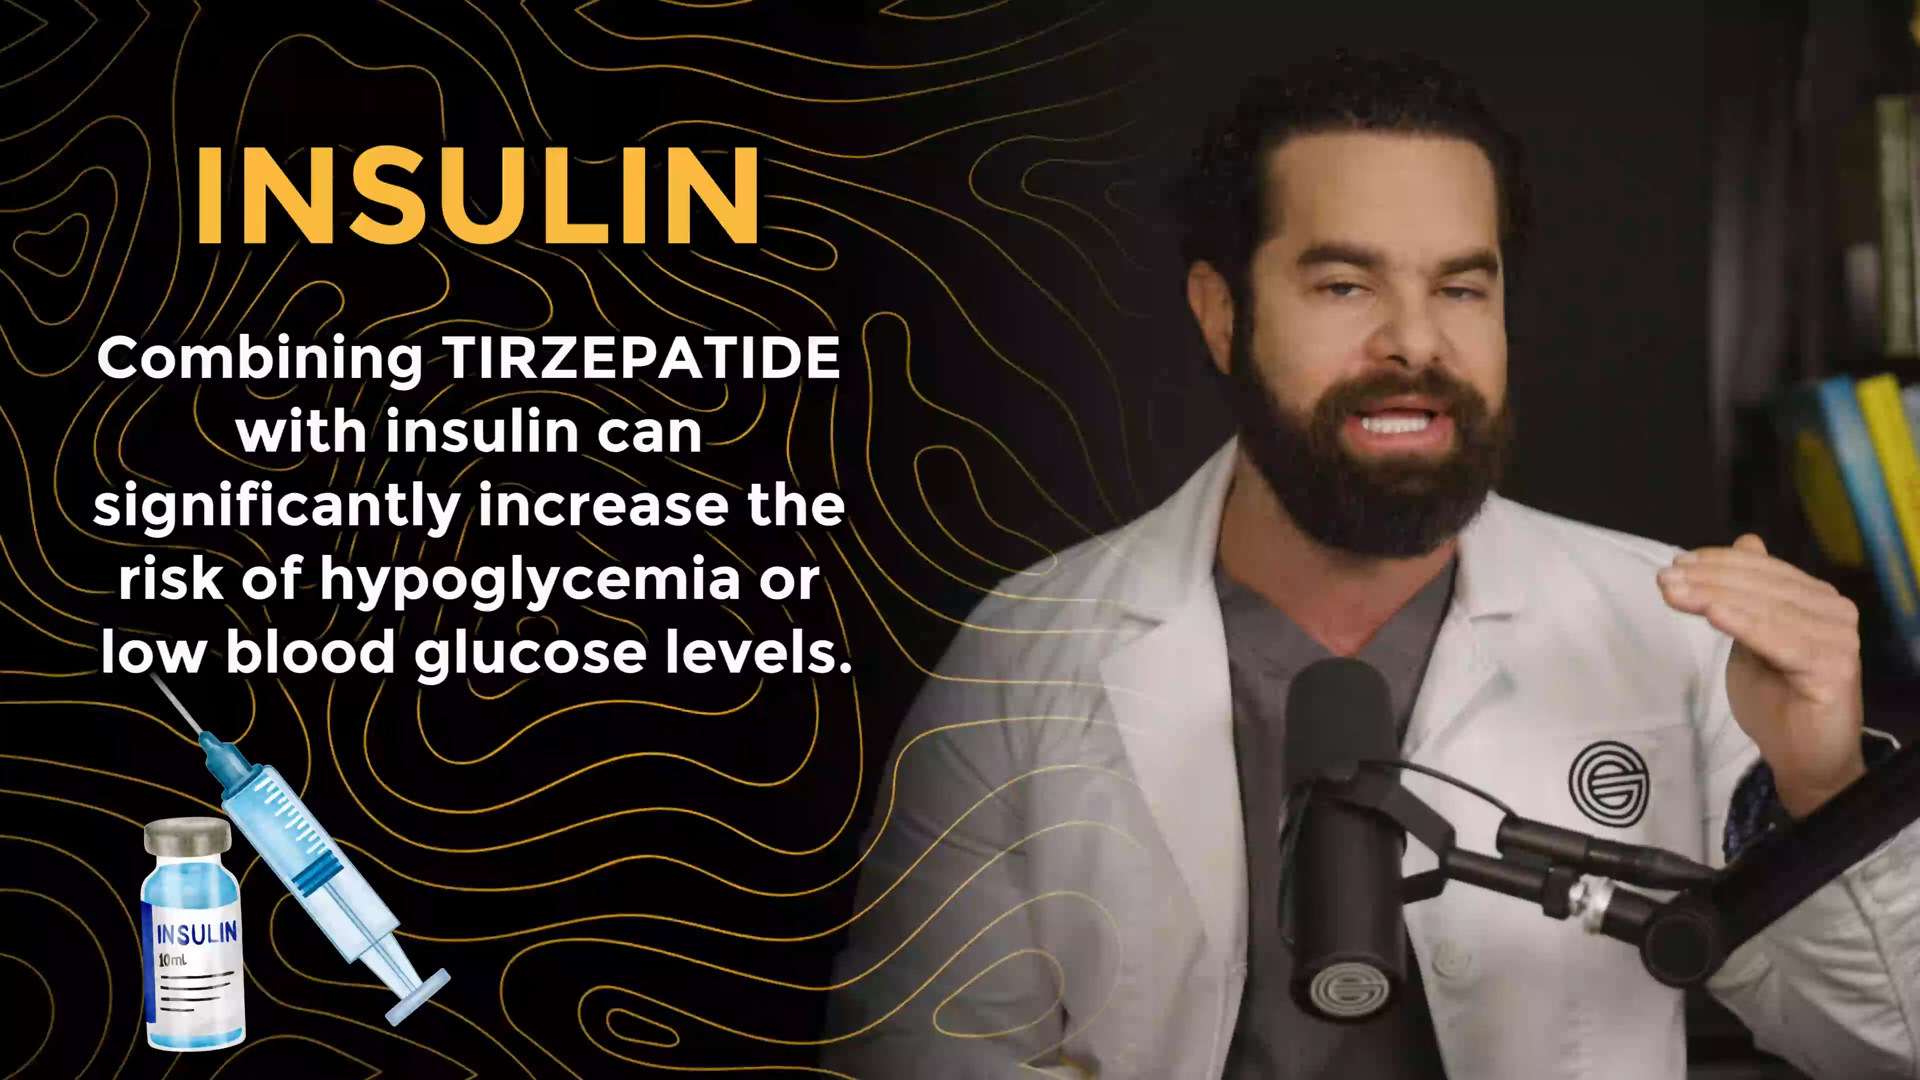 INSULIN
Combining TIRZEPATIDE
with insulin can
significantly increase the
risk of hypoglycemia or
low blood glucose levels.
INSULIN
10mL